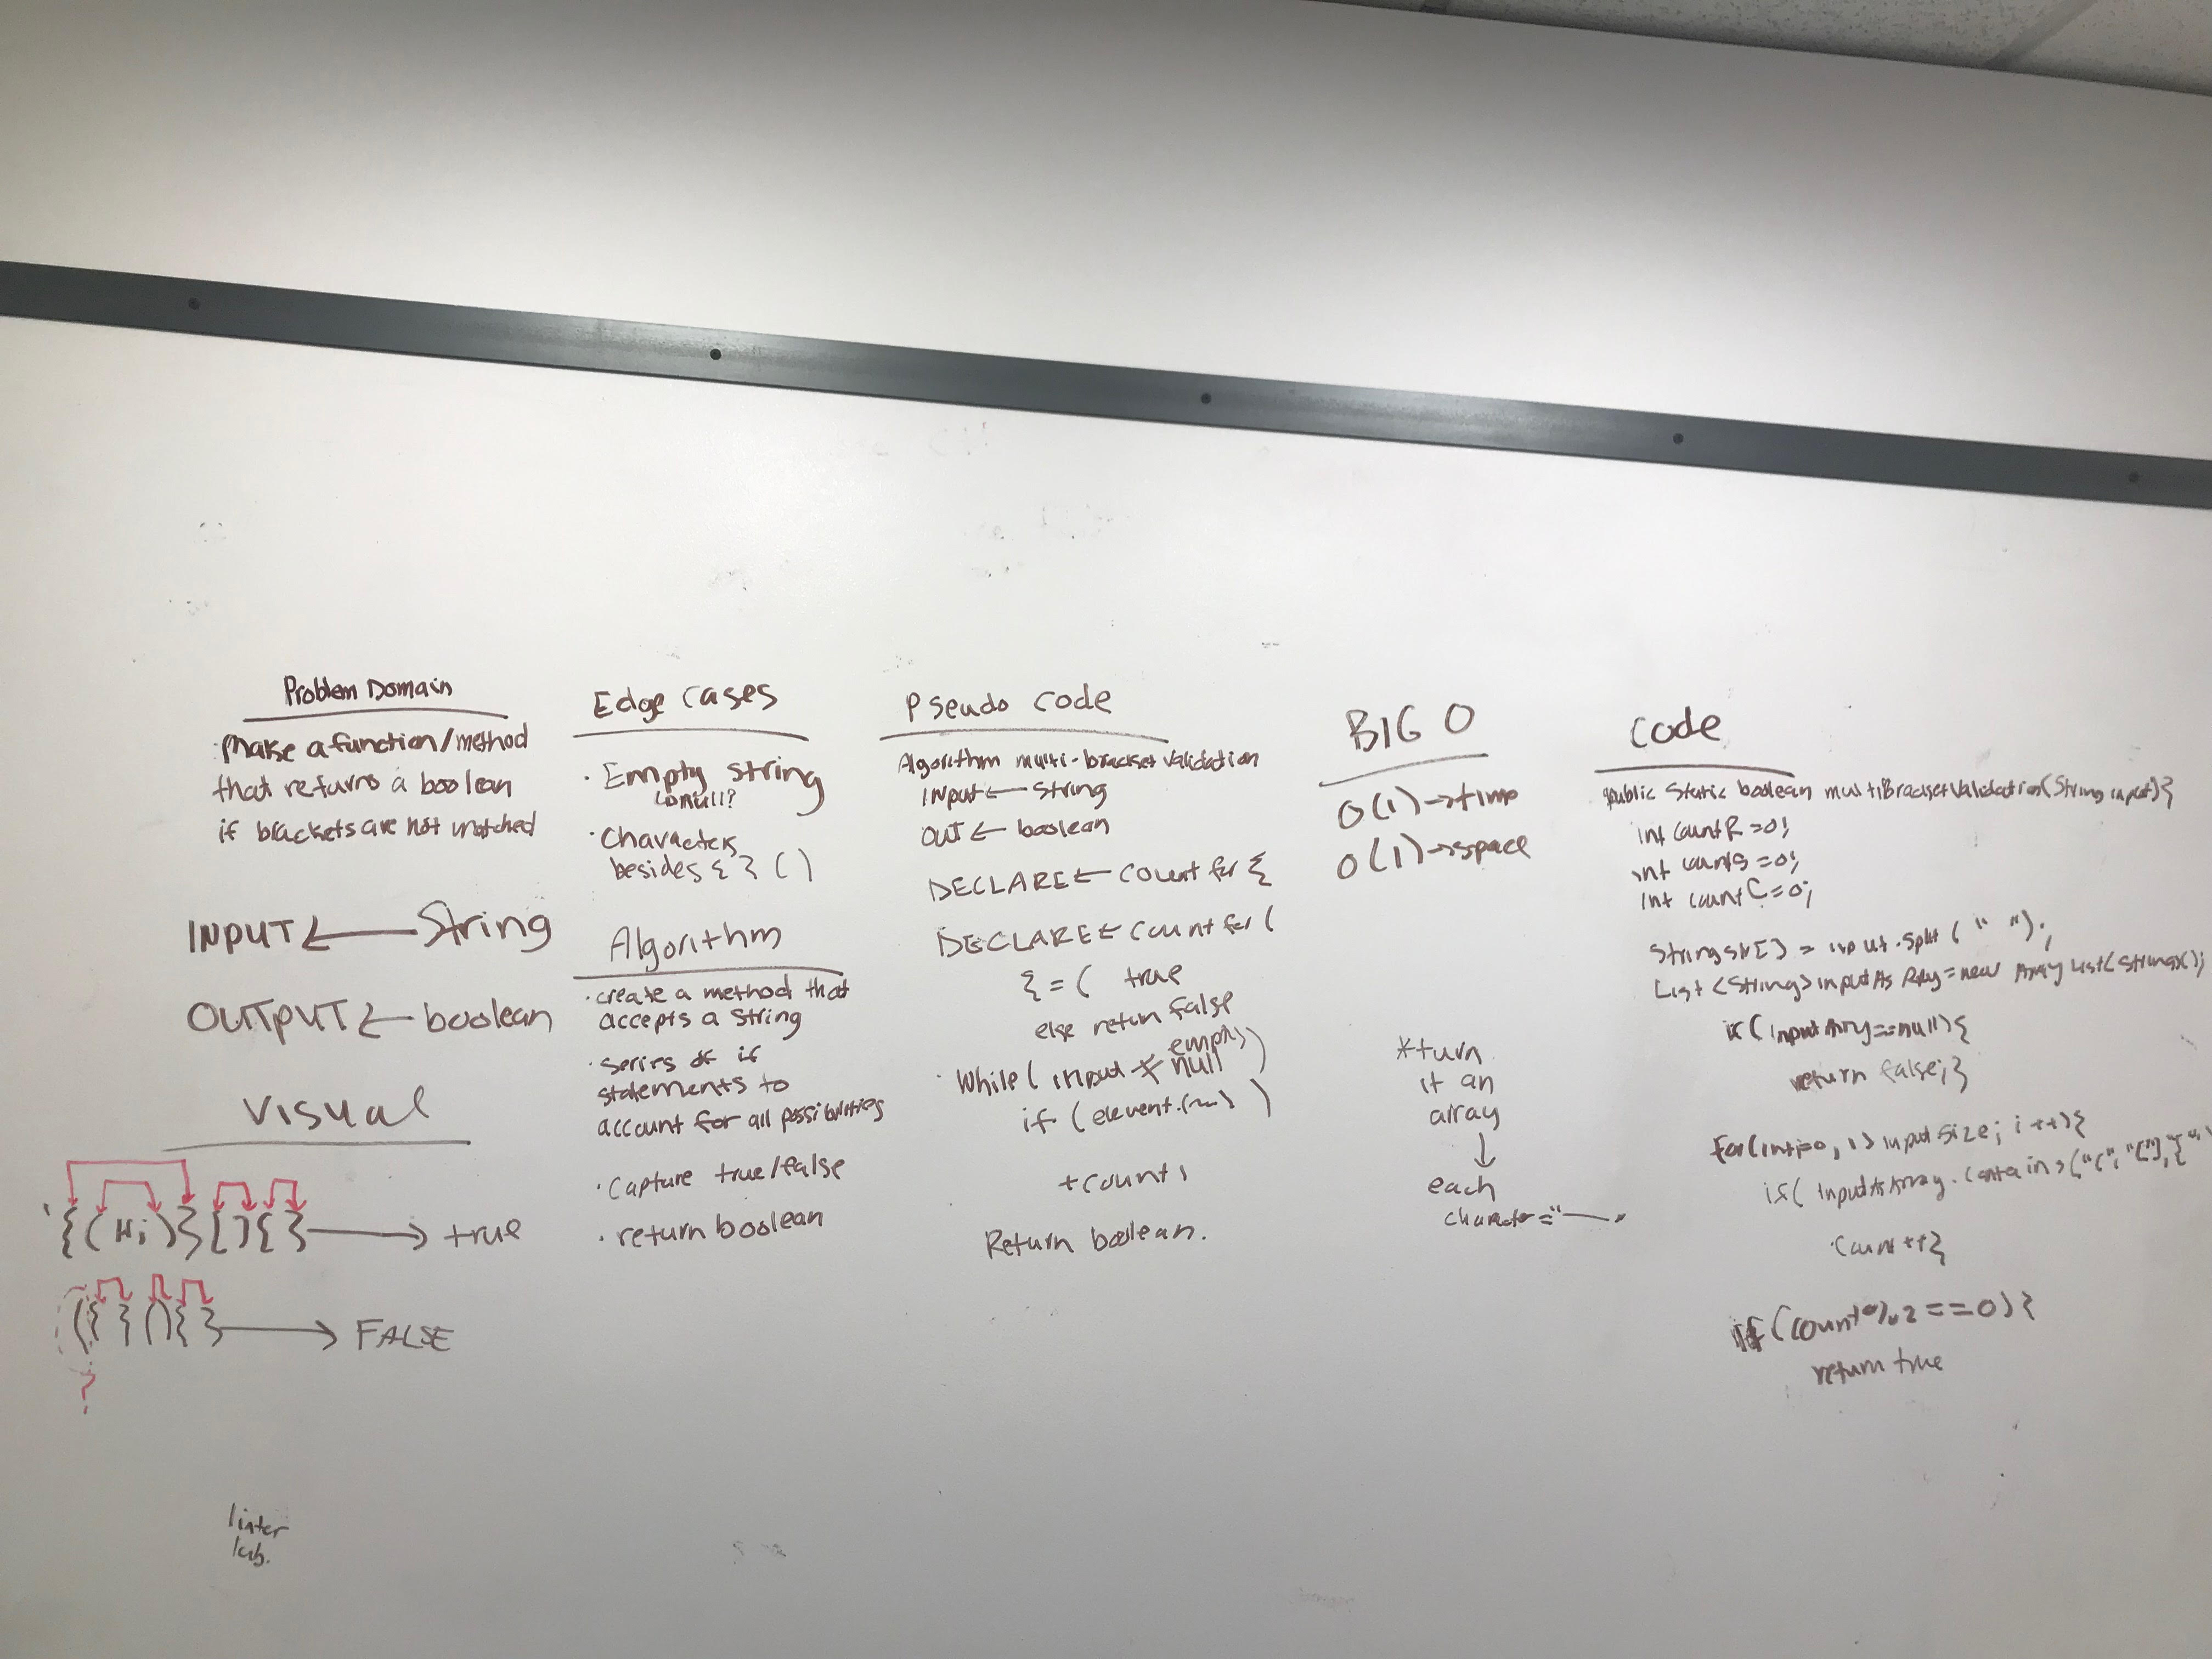 Problem Domain
Make a function/method
that returns a boolean
if brackets are not matched
INPUT ← String
OUTPUT ← boolean
Visual
{(Hi)}[]{} → true
({}(){} → FALSE
?
linter
lab.
Edge Cases
· Empty string
↳ null?
· Characters
besides { } ( )
Algorithm
· create a method that
accepts a String
· series of if
statements to
account for all possibilities
· Capture true/false
· return boolean
Pseudo Code
Algorithm multi-bracket validation
INPUT ← String
OUT ← boolean
DECLARE ← Count for {
DECLARE ← Count for (
{ = ( true
else return false
empty)
· While ( input ≠ null )
if (element.(~~) )
+count;
Return boolean.
BIG O
O(1) → time
O(1) → space
*turn
it an
array
↓
each
character = "
Code
public static boolean multiBracketValidation(String input){
int countR = 0;
int countS = 0;
int countC = 0;
String str[] = input.split(" ");
List<String> inputAs = new ArrayList(String)();
if( inputArry == null){
return false;}
for(int i=0, i> input size; i++){
if( InputAsArray.contains("(", "[", {"
count++}
if (count % 2 == 0) {
return true